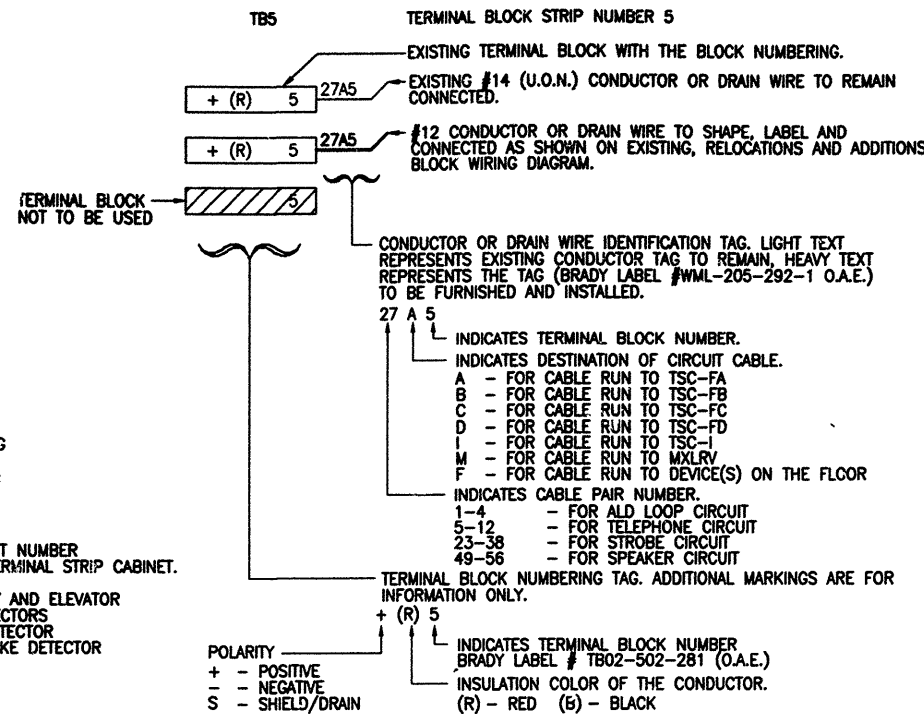 TB5 TERMINAL BLOCK STRIP NUMBER 5
EXISTING TERMINAL BLOCK WITH THE BLOCK NUMBERING.
+ (R) 5 27A5 EXISTING #14 (U.O.N.) CONDUCTOR OR DRAIN WIRE TO REMAIN
CONNECTED.
+ (R) 5 27A5 #12 CONDUCTOR OR DRAIN WIRE TO SHAPE, LABEL AND
CONNECTED AS SHOWN ON EXISTING, RELOCATIONS AND ADDITIONS
BLOCK WIRING DIAGRAM.
TERMINAL BLOCK
NOT TO BE USED
5
CONDUCTOR OR DRAIN WIRE IDENTIFICATION TAG. LIGHT TEXT
REPRESENTS EXISTING CONDUCTOR TAG TO REMAIN, HEAVY TEXT
REPRESENTS THE TAG (BRADY LABEL #WML-205-292-1 O.A.E.)
TO BE FURNISHED AND INSTALLED.
27 A 5
INDICATES TERMINAL BLOCK NUMBER.
INDICATES DESTINATION OF CIRCUIT CABLE.
A - FOR CABLE RUN TO TSC-FA
B - FOR CABLE RUN TO TSC-FB
C - FOR CABLE RUN TO TSC-FC
D - FOR CABLE RUN TO TSC-FD
I - FOR CABLE RUN TO TSC-I
M - FOR CABLE RUN TO MXLRV
F - FOR CABLE RUN TO DEVICE(S) ON THE FLOOR
INDICATES CABLE PAIR NUMBER.
1-4 - FOR ALD LOOP CIRCUIT
5-12 - FOR TELEPHONE CIRCUIT
23-38 - FOR STROBE CIRCUIT
49-56 - FOR SPEAKER CIRCUIT
G
T NUMBER
ERMINAL STRIP CABINET.
AND ELEVATOR
ECTORS
TECTOR
KE DETECTOR
TERMINAL BLOCK NUMBERING TAG. ADDITIONAL MARKINGS ARE FOR
INFORMATION ONLY.
+ (R) 5
INDICATES TERMINAL BLOCK NUMBER
BRADY LABEL # TB02-502-281 (O.A.E.)
INSULATION COLOR OF THE CONDUCTOR.
(R) - RED (B) - BLACK
POLARITY
+ - POSITIVE
- - NEGATIVE
S - SHIELD/DRAIN